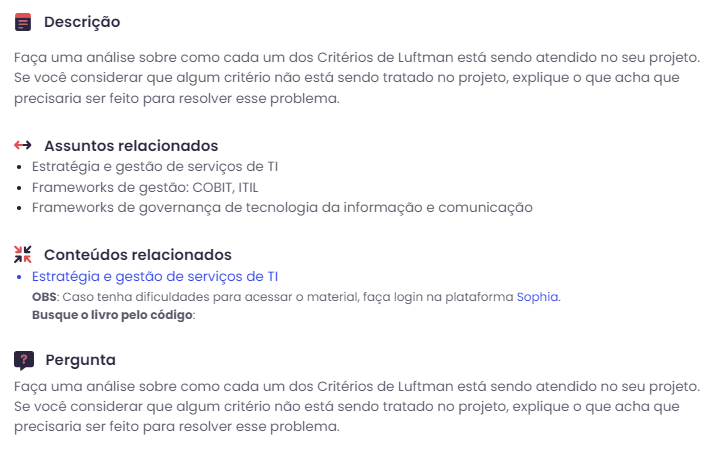 Descrição
Faça uma análise sobre como cada um dos Critérios de Luftman está sendo atendido no seu projeto.
Se você considerar que algum critério não está sendo tratado no projeto, explique o que acha que
precisaria ser feito para resolver esse problema.
Assuntos relacionados
• Estratégia e gestão de serviços de TI
• Frameworks de gestão: COBIT, ITIL
• Frameworks de governança de tecnologia da informação e comunicação
Conteúdos relacionados
• Estratégia e gestão de serviços de TI
OBS: Caso tenha dificuldades para acessar o material, faça login na plataforma Sophia.
Busque o livro pelo código:
? Pergunta
Faça uma análise sobre como cada um dos Critérios de Luftman está sendo atendido no seu projeto.
Se você considerar que algum critério não está sendo tratado no projeto, explique o que acha que
precisaria ser feito para resolver esse problema.